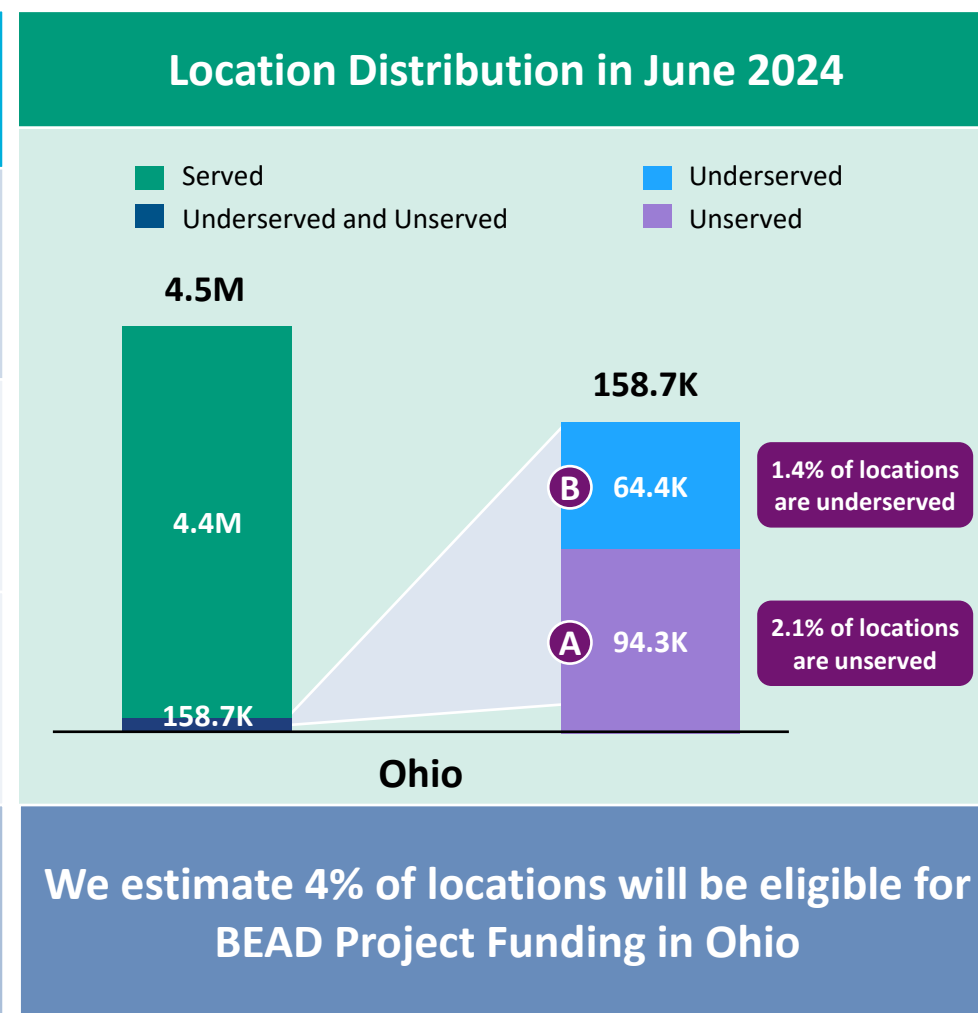 Location Distribution in June 2024
Served
Underserved
Underserved and Unserved
Unserved
4.5M
158.7K
4.4M
158.7K
B
64.4K
1.4% of locations
are underserved
A
94.3K
2.1% of locations
are unserved
Ohio
We estimate 4% of locations will be eligible for
BEAD Project Funding in Ohio